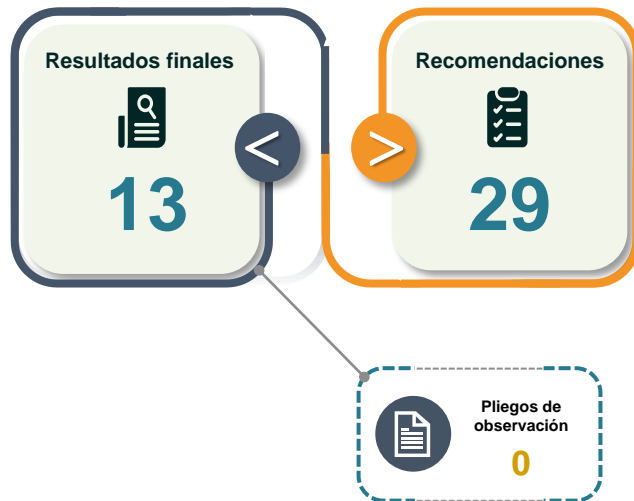 Resultados finales
13
<
Recomendaciones
29
>
Pliegos de
observación
0